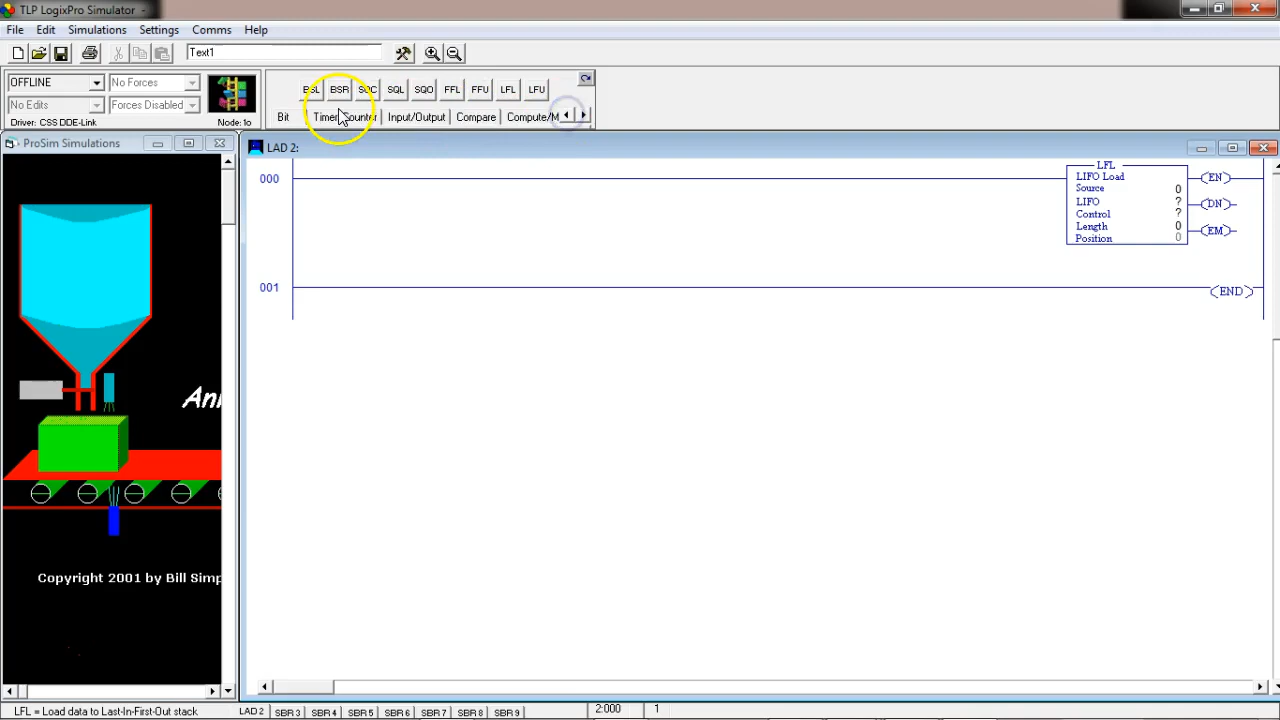 TLP LogixPro Simulator -
File Edit Simulations Settings Comms Help
Text1
OFFLINE No Forces
No Edits Forces Disabled
Driver: CSS DDE-Link Node: 1o
BSL BSR SQC SQL SQO FFL FFU LFL LFU
Bit Timer/Counter Input/Output Compare Compute/M
ProSim Simulations
LAD 2:
000
LFL
LIFO Load
Source 0
LIFO ?
Control ?
Length 0
Position 0
EN
DN
EM
001
END
Ani
Copyright 2001 by Bill Simp
LFL = Load data to Last-In-First-Out stack
LAD 2 SBR 3 SBR 4 SBR 5 SBR 6 SBR 7 SBR 8 SBR 9
2:000 1